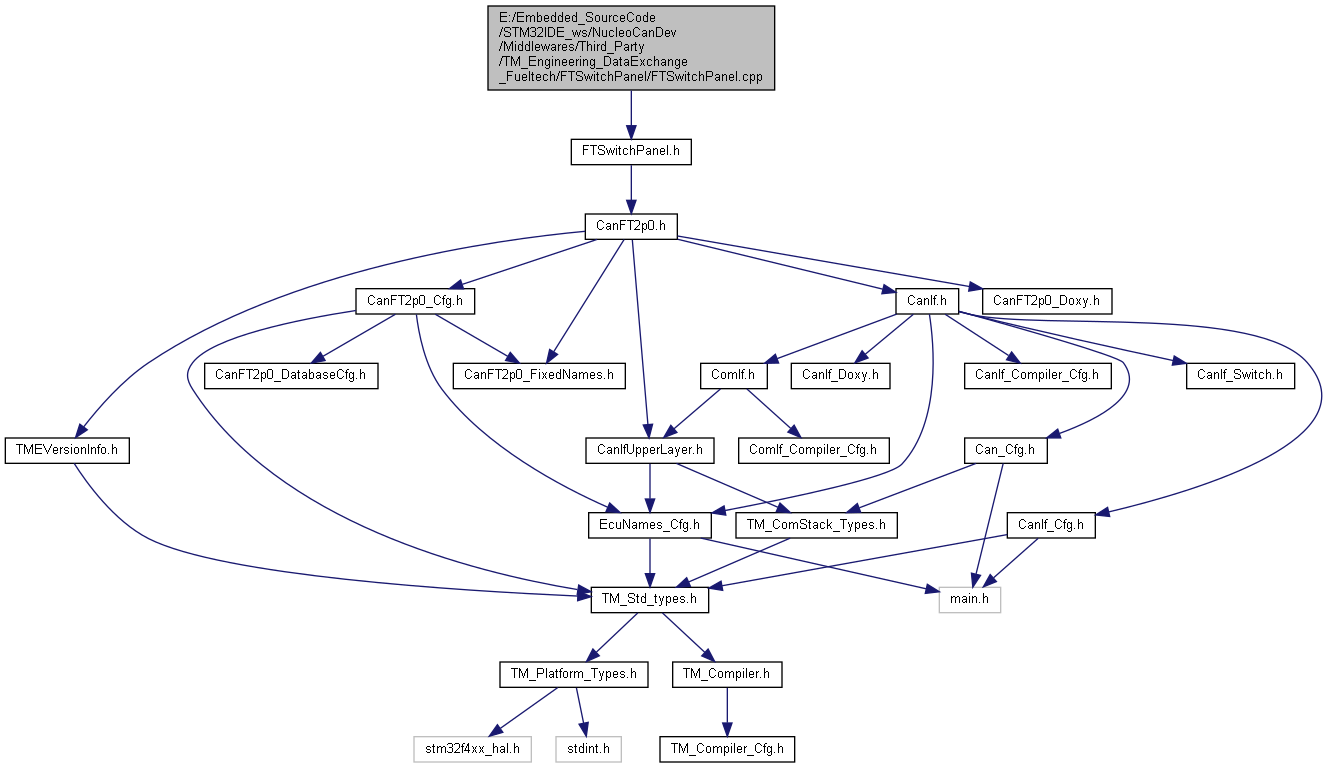 E:/Embedded_SourceCode
/STM32IDE_ws/NucleoCanDev
/Middlewares/Third_Party
/TM_Engineering_DataExchange
_Fueltech/FTSwitchPanel/FTSwitchPanel.cpp
FTSwitchPanel.h
CanFT2p0.h
CanFT2p0_Cfg.h
CanIf.h
CanFT2p0_Doxy.h
CanFT2p0_DatabaseCfg.h
CanFT2p0_FixedNames.h
ComIf.h
CanIf_Doxy.h
CanIf_Compiler_Cfg.h
CanIf_Switch.h
TMEVersionInfo.h
CanIfUpperLayer.h
ComIf_Compiler_Cfg.h
Can_Cfg.h
EcuNames_Cfg.h
TM_ComStack_Types.h
CanIf_Cfg.h
TM_Std_types.h
main.h
TM_Platform_Types.h
TM_Compiler.h
stm32f4xx_hal.h
stdint.h
TM_Compiler_Cfg.h